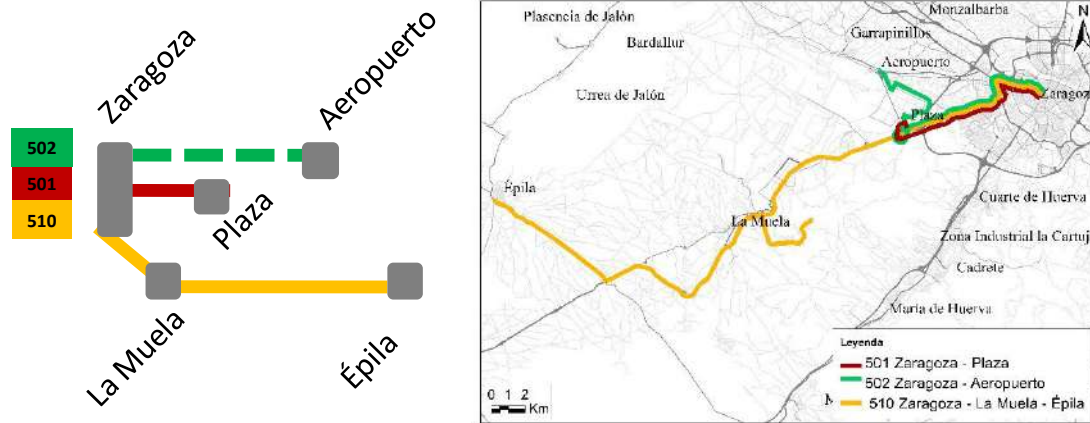 Zaragoza
Aeropuerto
502
501
510
Plaza
La Muela
Épila
Plasencia de Jalón
Monzalbarba
N
Bardallur
Garrapinillos
Aeropuerto
Urrea de Jalón
Zaragoz
Plaza
Épila
Cuarte de Huerva
La Muela
Zona Industrial la Cartuj
Cadrete
María de Huerva
Leyenda
501 Zaragoza - Plaza
502 Zaragoza - Aeropuerto
510 Zaragoza - La Muela - Épila
0 1 2
Km